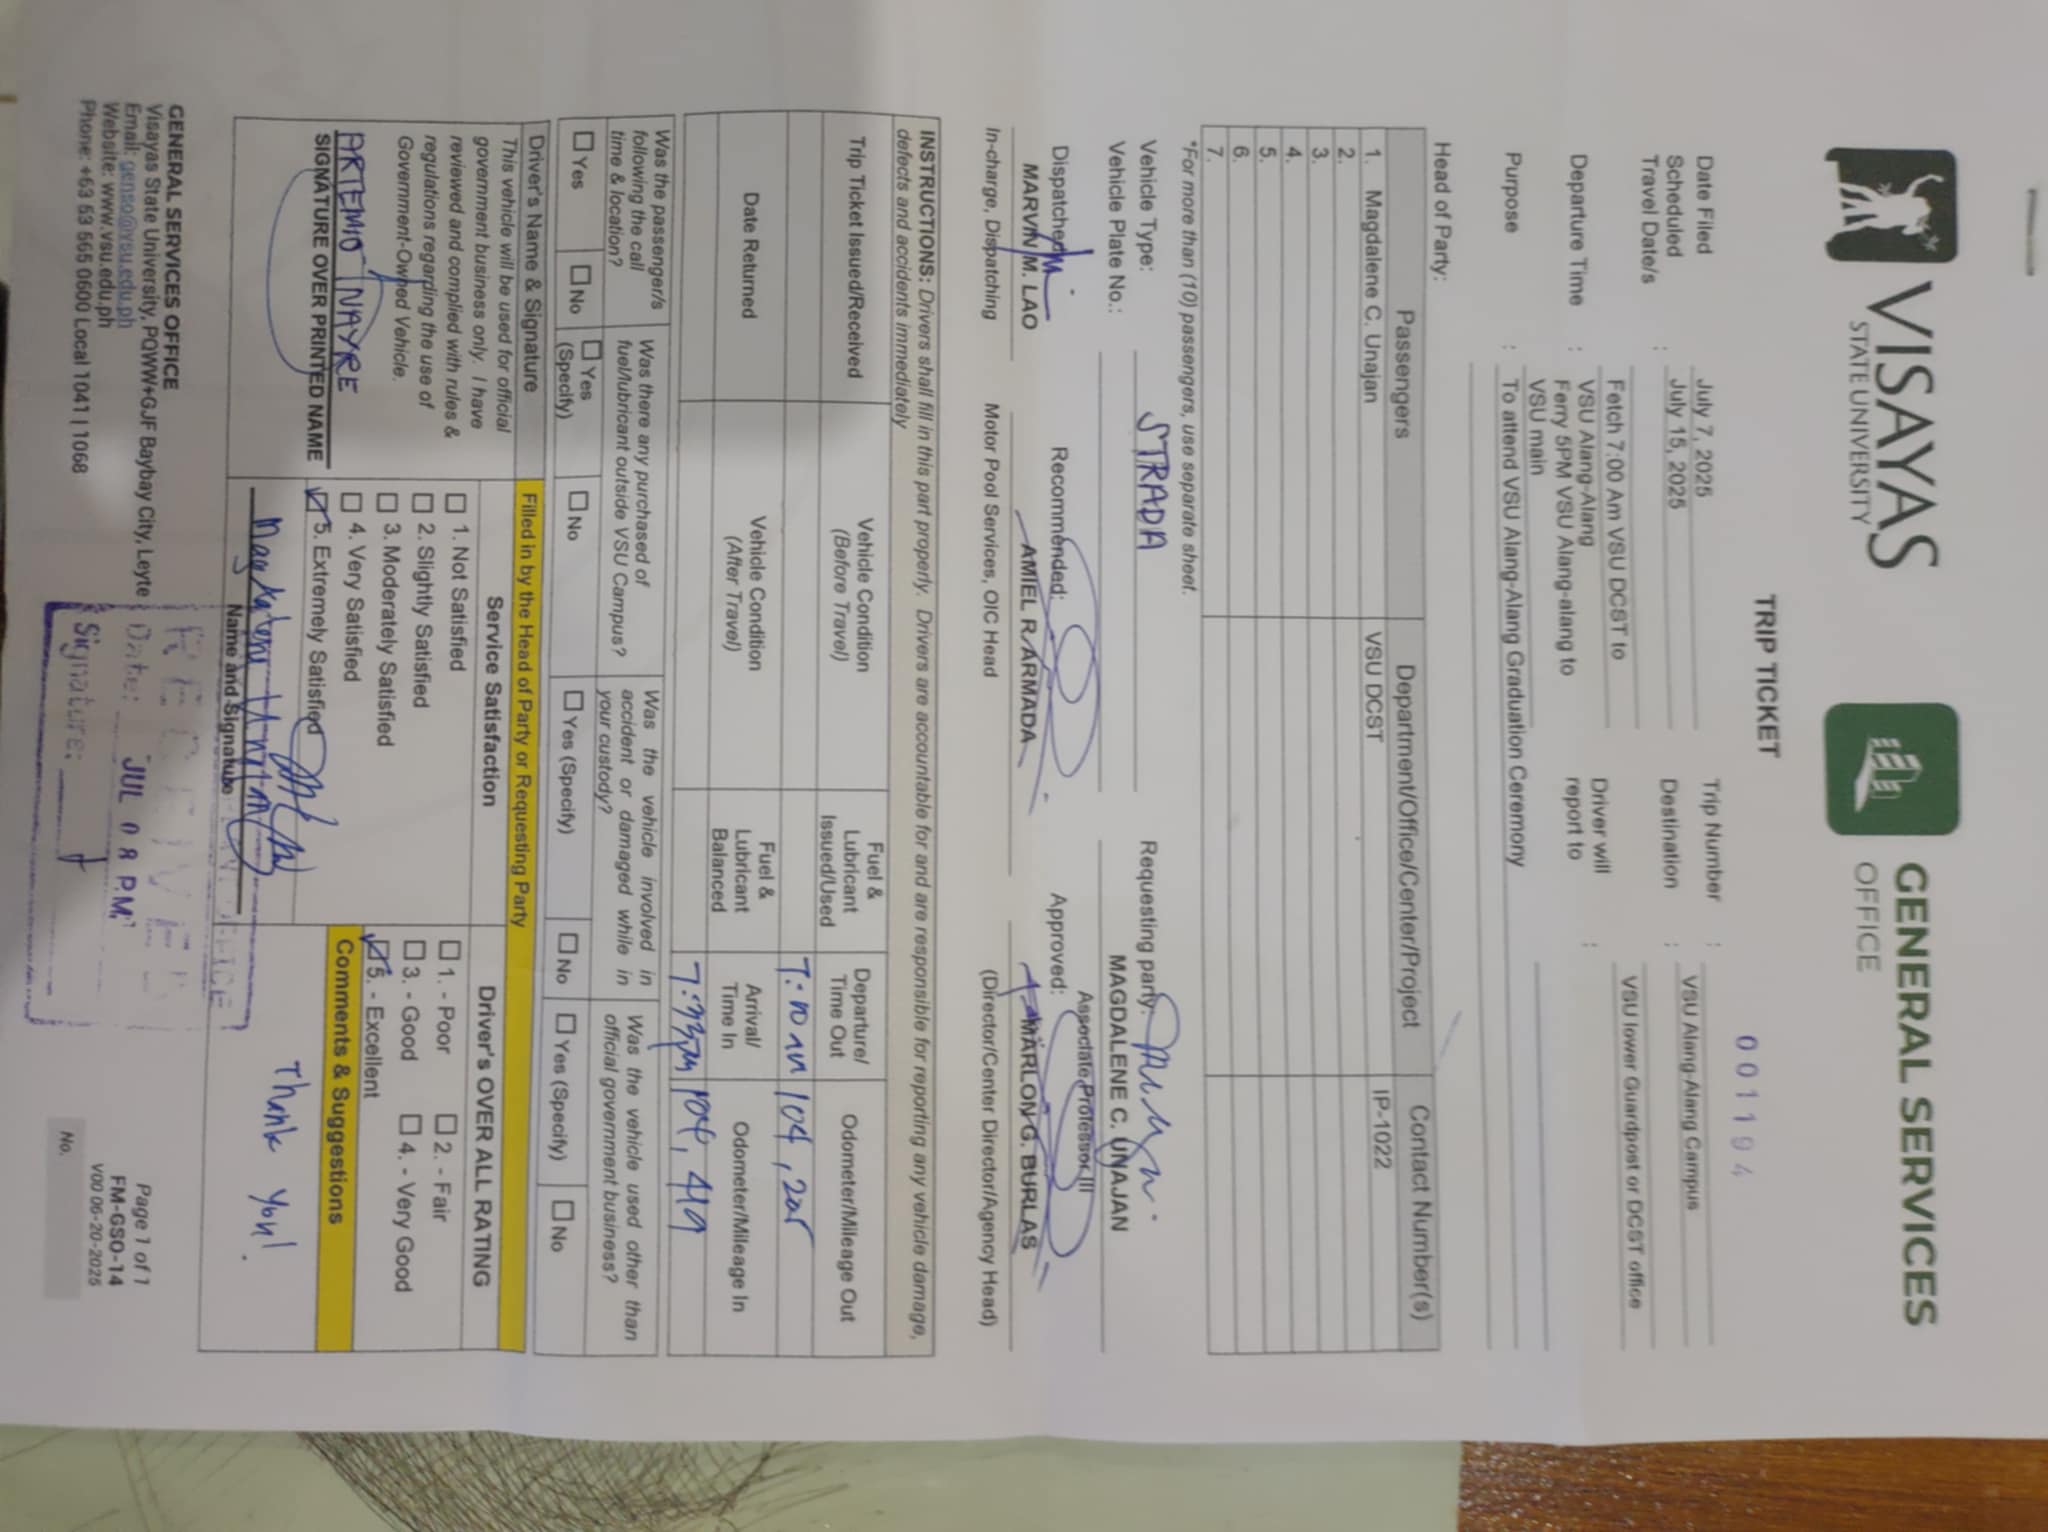 VISAYAS
STATE UNIVERSITY
GENERAL SERVICES
OFFICE
TRIP TICKET
001194
Date Filed July 7, 2025
Trip Number :
Scheduled Travel Date/s : July 15, 2025
Destination : VSU Alang-Alang Campus
Departure Time : Fetch 7:00 Am VSU DCST to
VSU Alang-Alang
Ferry 5PM VSU Alang-alang to
VSU main
Driver will report to : VSU lower Guardpost or DCST office
Purpose : To attend VSU Alang-Alang Graduation Ceremony
Head of Party:
Passengers Department/Office/Center/Project Contact Number(s)
1. Magdalene C. Unajan VSU DCST IP-1022
2.
3.
4.
5.
6.
7.
*For more than (10) passengers, use separate sheet.
Vehicle Type: STRADA
Requesting party:
Vehicle Plate No.:
MAGDALENE C. UNAJAN
Associate Professor III
Dispatched Recommended: Approved:
MARVIN M. LAO AMIEL R. ARMADA MARLON G. BURLAS
In-charge, Dispatching Motor Pool Services, OIC Head (Director/Center Director/Agency Head)
INSTRUCTIONS: Drivers shall fill in this part properly. Drivers are accountable for and are responsible for reporting any vehicle damage,
defects and accidents immediately
Trip Ticket Issued/Received Vehicle Condition (Before Travel) Fuel & Lubricant Issued/Used Departure/ Time Out Odometer/Mileage Out
Date Returned Vehicle Condition (After Travel) Fuel & Lubricant Balanced Arrival/ Time In Odometer/Mileage In
Was the passenger/s following the call time & location?
Was there any purchased of fuel/lubricant outside VSU Campus?
Was the vehicle involved in accident or damaged while in your custody?
Was the vehicle used other than official government business?
☐ Yes ☐ No ☐ Yes (Specify) ☐ No ☐ Yes (Specify) ☐ No ☐ Yes (Specify) ☐ No
Driver's Name & Signature
This vehicle will be used for official
government business only. I have
reviewed and complied with rules &
regulations regarding the use of
Government-Owned Vehicle.
ARTEMIO NAYRE
SIGNATURE OVER PRINTED NAME
Filled in by the Head of Party or Requesting Party
Service Satisfaction
☐ 1. Not Satisfied
☐ 2. Slightly Satisfied
☐ 3. Moderately Satisfied
☐ 4. Very Satisfied
☑ 5. Extremely Satisfied
Name and Signature
Driver's OVER ALL RATING
☐ 1. - Poor ☐ 2. - Fair
☐ 3. - Good ☐ 4. - Very Good
☑ 5. - Excellent
Comments & Suggestions
Thank you!
RECEIVED
Date: JUL 08 P.M.
Signature:
GENERAL SERVICES OFFICE
Visayas State University, PQWW+GJF Baybay City, Leyte
Email: genso@vsu.edu.ph
Website: www.vsu.edu.ph
Phone: +63 53 565 0600 Local 1041 | 1068
Page 1 of 1
FM-GSO-14
V00 06-20-2025
No.